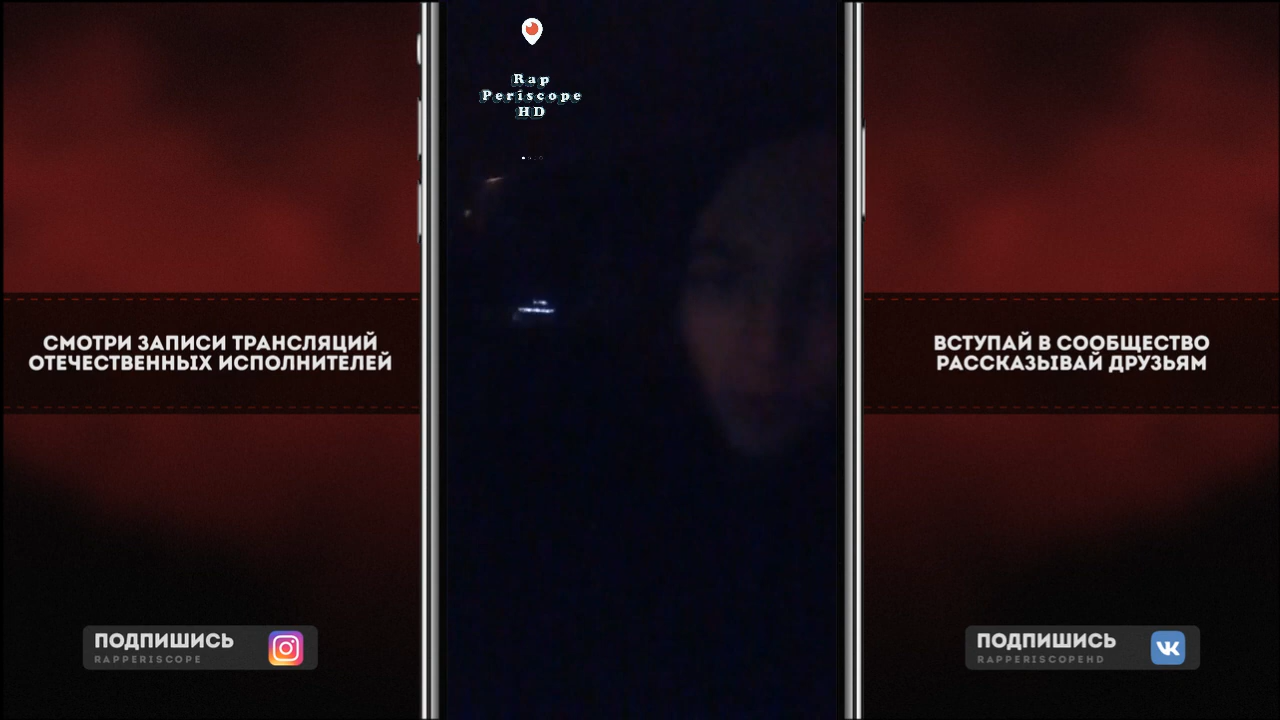 Rap
Periscope
HD
СМОТРИ ЗАПИСИ ТРАНСЛЯЦИЙ
ОТЕЧЕСТВЕННЫХ ИСПОЛНИТЕЛЕЙ
ВСТУПАЙ В СООБЩЕСТВО
РАССКАЗЫВАЙ ДРУЗЬЯМ
ПОДПИШИСЬ
RAPPERISCOPE
ПОДПИШИСЬ
RAPPERISCOPEHD